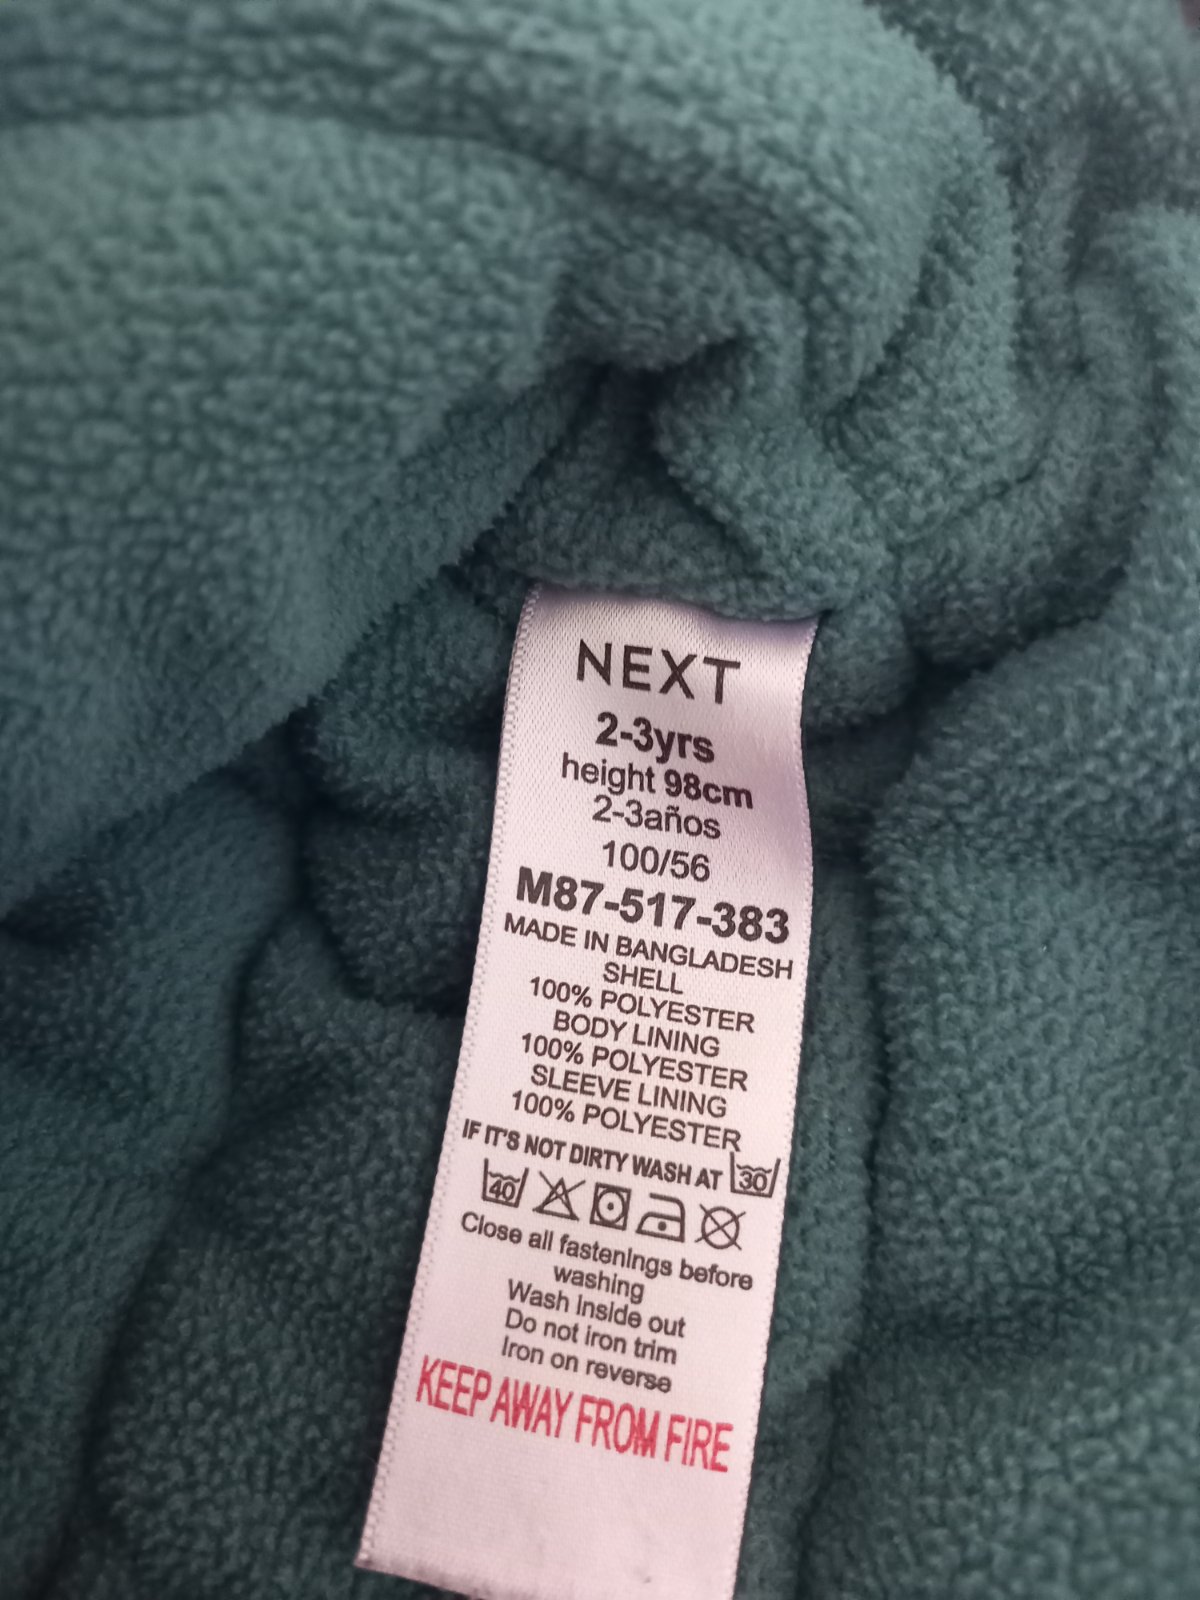 NEXT
2-3yrs
height 98cm
2-3años
100/56
M87-517-383
MADE IN BANGLADESH
SHELL
100% POLYESTER
BODY LINING
100% POLYESTER
SLEEVE LINING
100% POLYESTER
IF IT'S NOT DIRTY WASH AT 30
40
Close all fastenings before
washing
Wash inside out
Do not iron trim
Iron on reverse
KEEP AWAY FROM FIRE